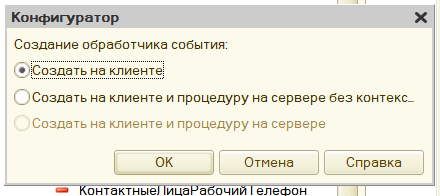 Конфигуратор
Создание обработчика события:
Создать на клиенте
Создать на клиенте и процедуру на сервере без контекс...
Создать на клиенте и процедуру на сервере
OK Отмена Справка
КонтактныеЛицаРабочийТелефон